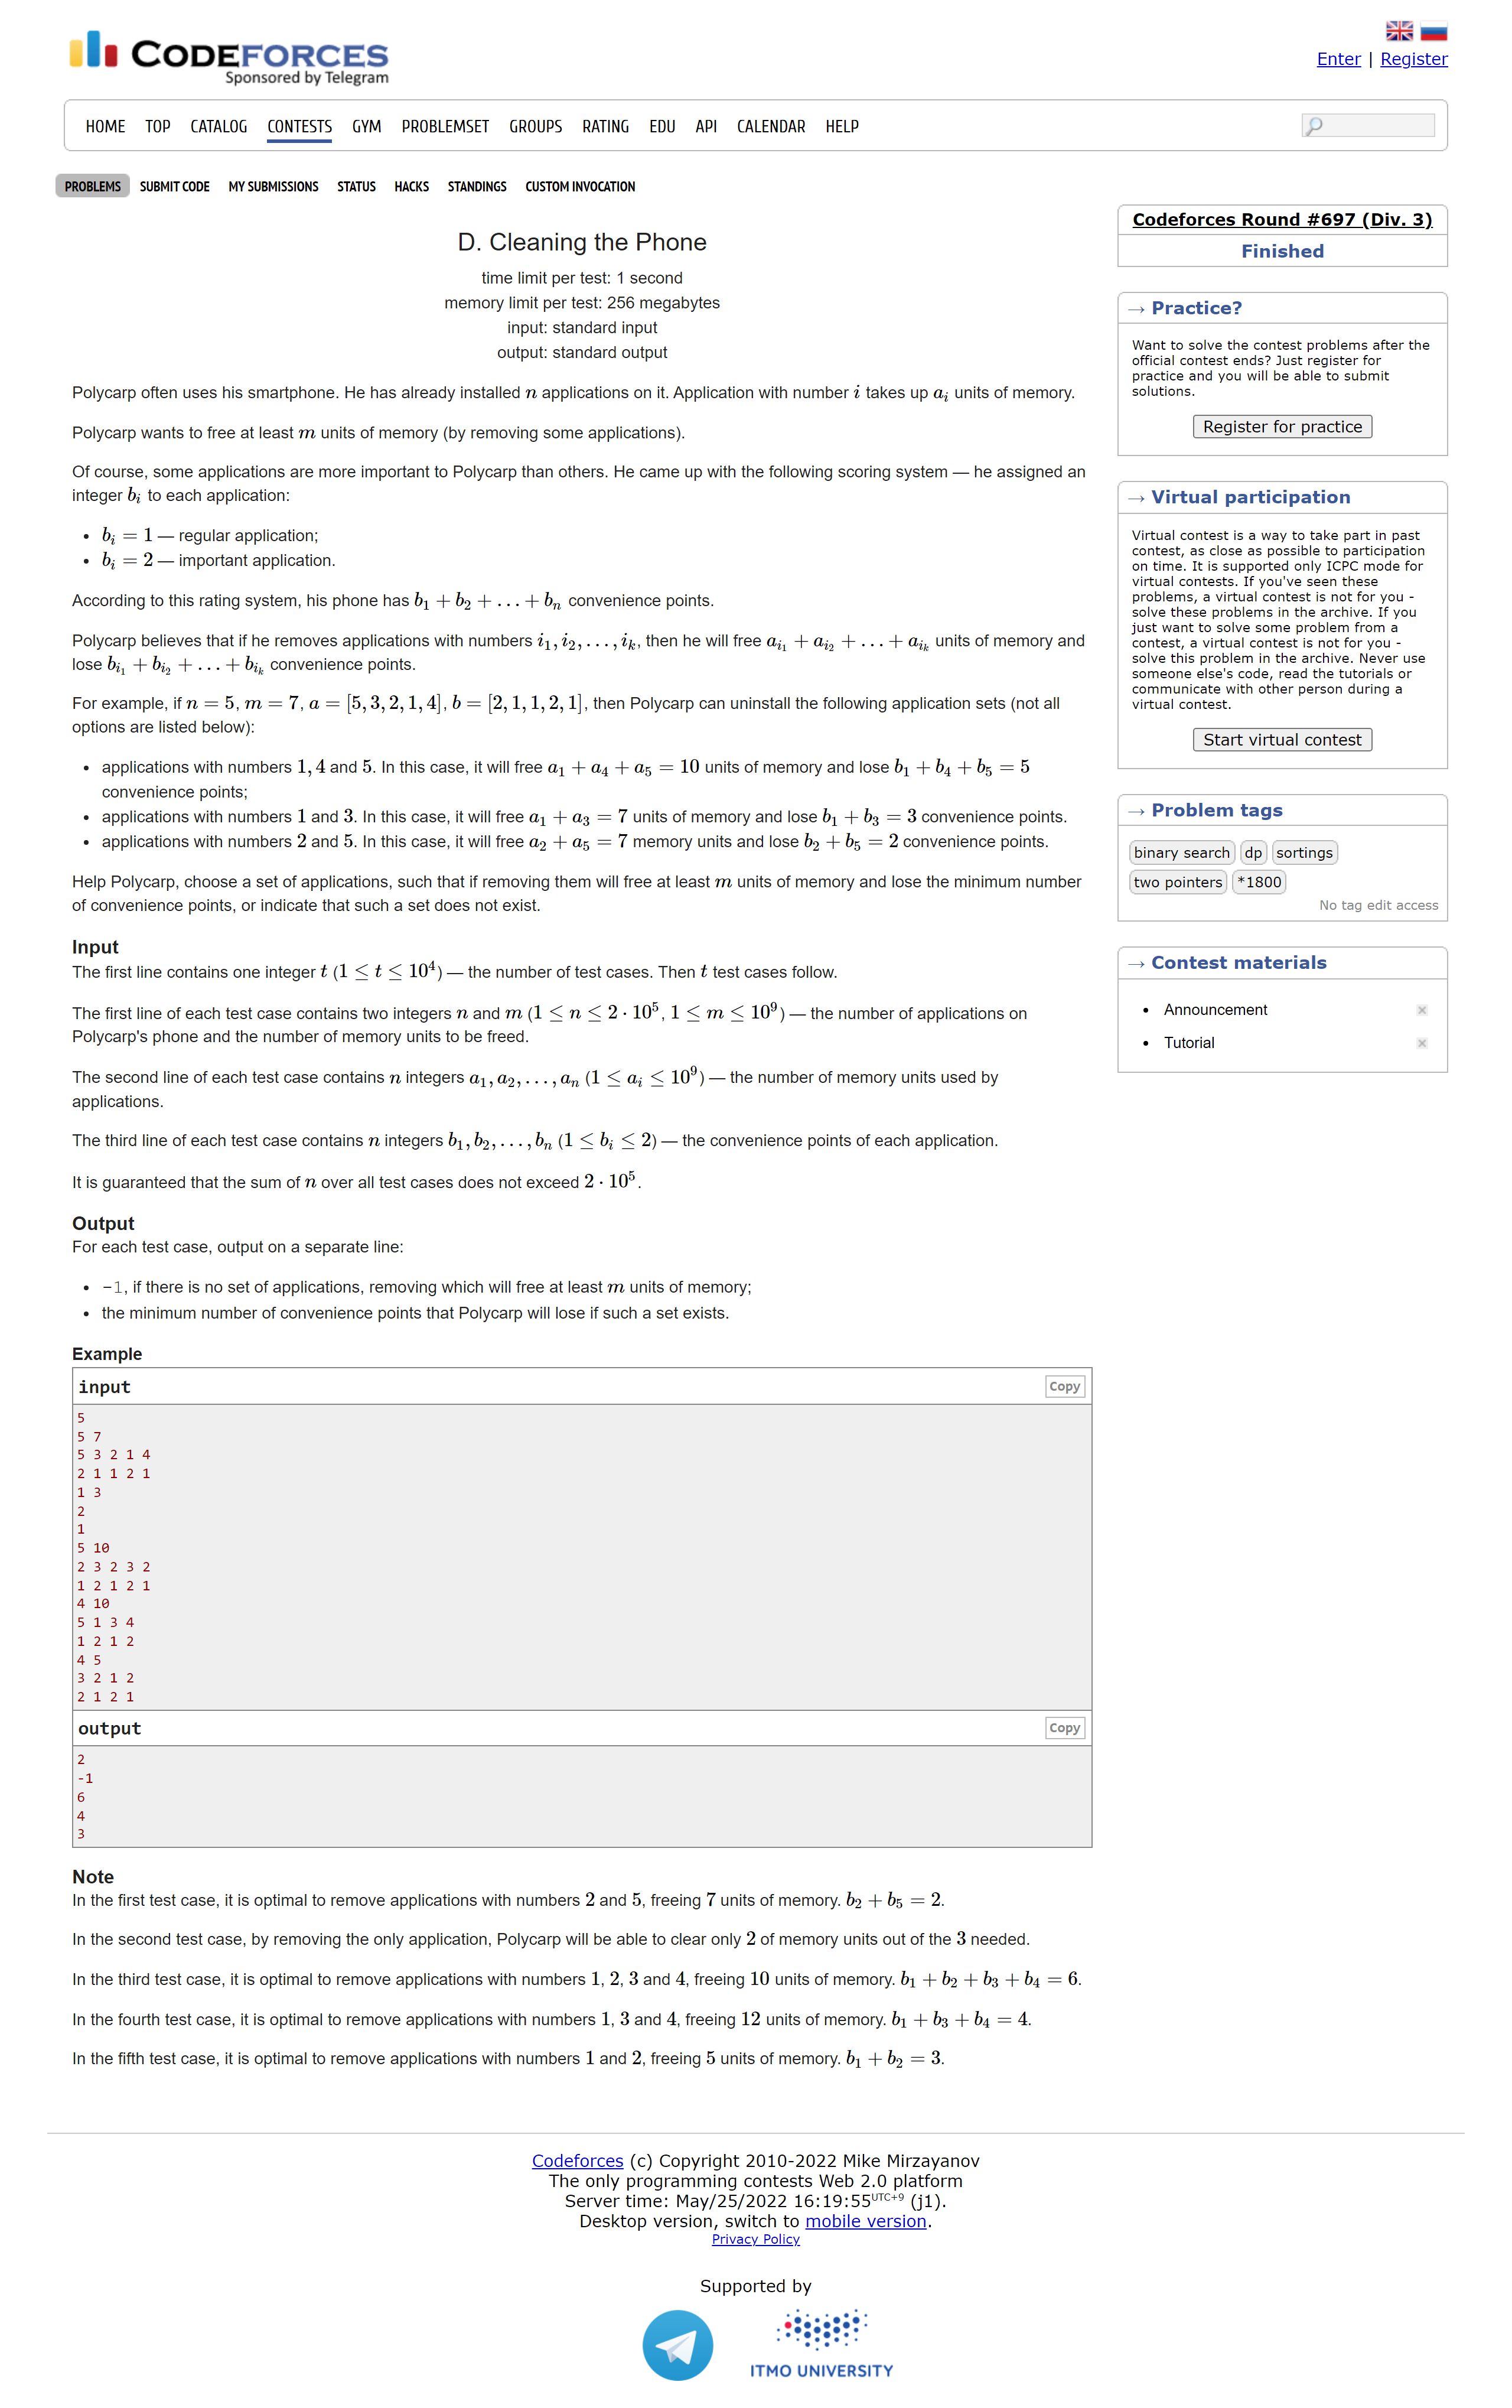 CODEFORCES
Sponsored by Telegram
Enter | Register
HOME TOP CATALOG CONTESTS GYM PROBLEMSET GROUPS RATING EDU API CALENDAR HELP
PROBLEMS SUBMIT CODE MY SUBMISSIONS STATUS HACKS STANDINGS CUSTOM INVOCATION
D. Cleaning the Phone
time limit per test: 1 second
memory limit per test: 256 megabytes
input: standard input
output: standard output
Polycarp often uses his smartphone. He has already installed n applications on it. Application with number i takes up a_i units of memory.
Polycarp wants to free at least m units of memory (by removing some applications).
Of course, some applications are more important to Polycarp than others. He came up with the following scoring system — he assigned an
integer b_i to each application:
• b_i = 1 — regular application;
• b_i = 2 — important application.
According to this rating system, his phone has b_1 + b_2 + … + b_n convenience points.
Polycarp believes that if he removes applications with numbers i_1, i_2, …, i_k, then he will free a_{i_1} + a_{i_2} + … + a_{i_k} units of memory and
lose b_{i_1} + b_{i_2} + … + b_{i_k} convenience points.
For example, if n = 5, m = 7, a = [5, 3, 2, 1, 4], b = [2, 1, 1, 2, 1], then Polycarp can uninstall the following application sets (not all
options are listed below):
• applications with numbers 1, 4 and 5. In this case, it will free a_1 + a_4 + a_5 = 10 units of memory and lose b_1 + b_4 + b_5 = 5
convenience points;
• applications with numbers 1 and 3. In this case, it will free a_1 + a_3 = 7 units of memory and lose b_1 + b_3 = 3 convenience points.
• applications with numbers 2 and 5. In this case, it will free a_2 + a_5 = 7 memory units and lose b_2 + b_5 = 2 convenience points.
Help Polycarp, choose a set of applications, such that if removing them will free at least m units of memory and lose the minimum number
of convenience points, or indicate that such a set does not exist.
Input
The first line contains one integer t (1 ≤ t ≤ 10^4) — the number of test cases. Then t test cases follow.
The first line of each test case contains two integers n and m (1 ≤ n ≤ 2 · 10^5, 1 ≤ m ≤ 10^9) — the number of applications on
Polycarp's phone and the number of memory units to be freed.
The second line of each test case contains n integers a_1, a_2, …, a_n (1 ≤ a_i ≤ 10^9) — the number of memory units used by
applications.
The third line of each test case contains n integers b_1, b_2, …, b_n (1 ≤ b_i ≤ 2) — the convenience points of each application.
It is guaranteed that the sum of n over all test cases does not exceed 2 · 10^5.
Output
For each test case, output on a separate line:
• -1, if there is no set of applications, removing which will free at least m units of memory;
• the minimum number of convenience points that Polycarp will lose if such a set exists.
Example
input Copy
5
5 7
5 3 2 1 4
2 1 1 2 1
1 3
2
1
5 10
2 3 2 3 2
1 2 1 2 1
4 10
5 1 3 4
1 2 1 2
4 5
3 2 1 2
2 1 2 1
output Copy
2
-1
6
4
3
Note
In the first test case, it is optimal to remove applications with numbers 2 and 5, freeing 7 units of memory. b_2 + b_5 = 2.
In the second test case, by removing the only application, Polycarp will be able to clear only 2 of memory units out of the 3 needed.
In the third test case, it is optimal to remove applications with numbers 1, 2, 3 and 4, freeing 10 units of memory. b_1 + b_2 + b_3 + b_4 = 6.
In the fourth test case, it is optimal to remove applications with numbers 1, 3 and 4, freeing 12 units of memory. b_1 + b_3 + b_4 = 4.
In the fifth test case, it is optimal to remove applications with numbers 1 and 2, freeing 5 units of memory. b_1 + b_2 = 3.
Codeforces Round #697 (Div. 3)
Finished
→ Practice?
Want to solve the contest problems after the
official contest ends? Just register for
practice and you will be able to submit
solutions.
Register for practice
→ Virtual participation
Virtual contest is a way to take part in past
contest, as close as possible to participation
on time. It is supported only ICPC mode for
virtual contests. If you've seen these
problems, a virtual contest is not for you -
solve these problems in the archive. If you
just want to solve some problem from a
contest, a virtual contest is not for you -
solve this problem in the archive. Never use
someone else's code, read the tutorials or
communicate with other person during a
virtual contest.
Start virtual contest
→ Problem tags
binary search dp sortings
two pointers *1800
No tag edit access
→ Contest materials
• Announcement
• Tutorial
Codeforces (c) Copyright 2010-2022 Mike Mirzayanov
The only programming contests Web 2.0 platform
Server time: May/25/2022 16:19:55 UTC+9 (j1).
Desktop version, switch to mobile version.
Privacy Policy
Supported by
ITMO UNIVERSITY